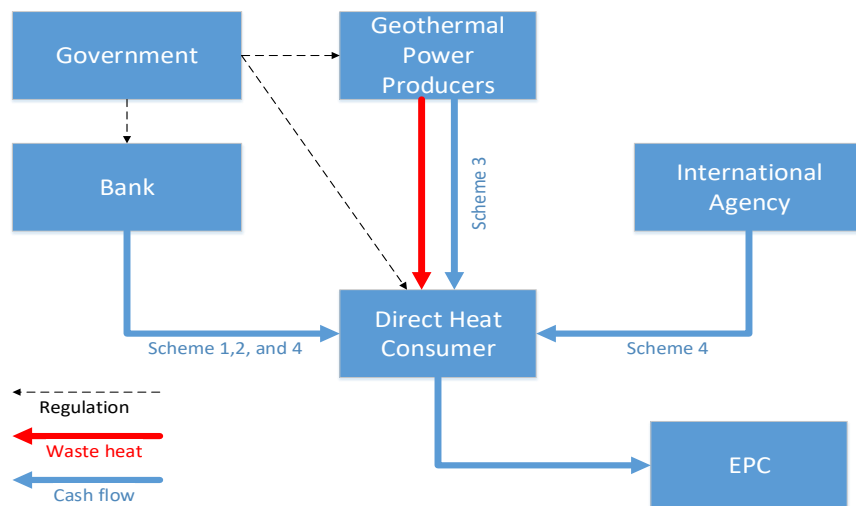 Government
Geothermal
Power
Producers
Bank
International
Agency
Scheme 3
Direct Heat
Consumer
Scheme 1,2, and 4
Scheme 4
Regulation
Waste heat
Cash flow
EPC